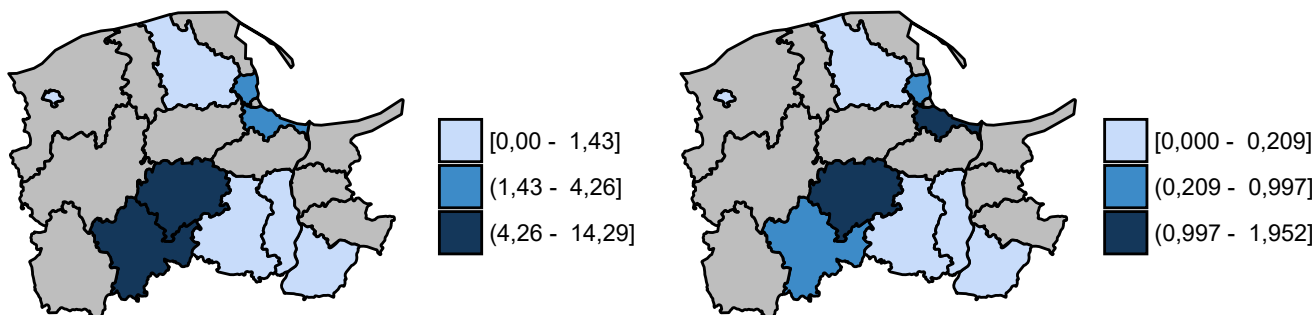 [0,00 - 1,43]
(1,43 - 4,26]
(4,26 - 14,29]
[0,000 - 0,209]
(0,209 - 0,997]
(0,997 - 1,952]